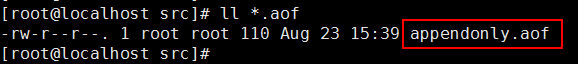 [root@localhost src]# ll *.aof
-rw-r--r--. 1 root root 110 Aug 23 15:39 appendonly.aof
[root@localhost src]#